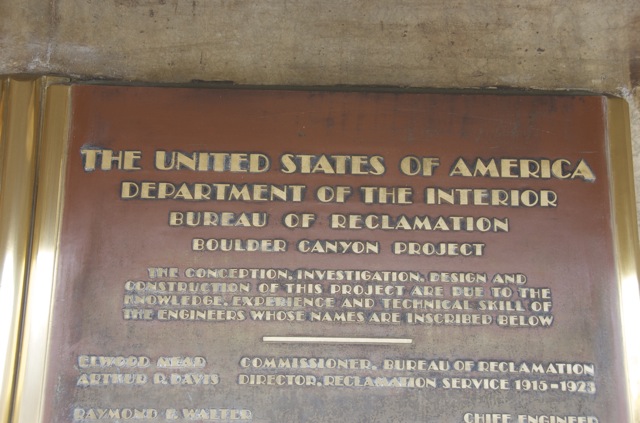 THE UNITED STATES OF AMERICA
DEPARTMENT OF THE INTERIOR
BUREAU OF RECLAMATION
BOULDER CANYON PROJECT
THE CONCEPTION, INVESTIGATION, DESIGN AND
CONSTRUCTION OF THIS PROJECT ARE DUE TO THE
KNOWLEDGE, EXPERIENCE AND TECHNICAL SKILL OF
THE ENGINEERS WHOSE NAMES ARE INSCRIBED BELOW
ELWOOD MEAD COMMISSIONER, BUREAU OF RECLAMATION
ARTHUR P. DAVIS DIRECTOR, RECLAMATION SERVICE 1915-1923
RAYMOND F. WALTER CHIEF ENGINEER